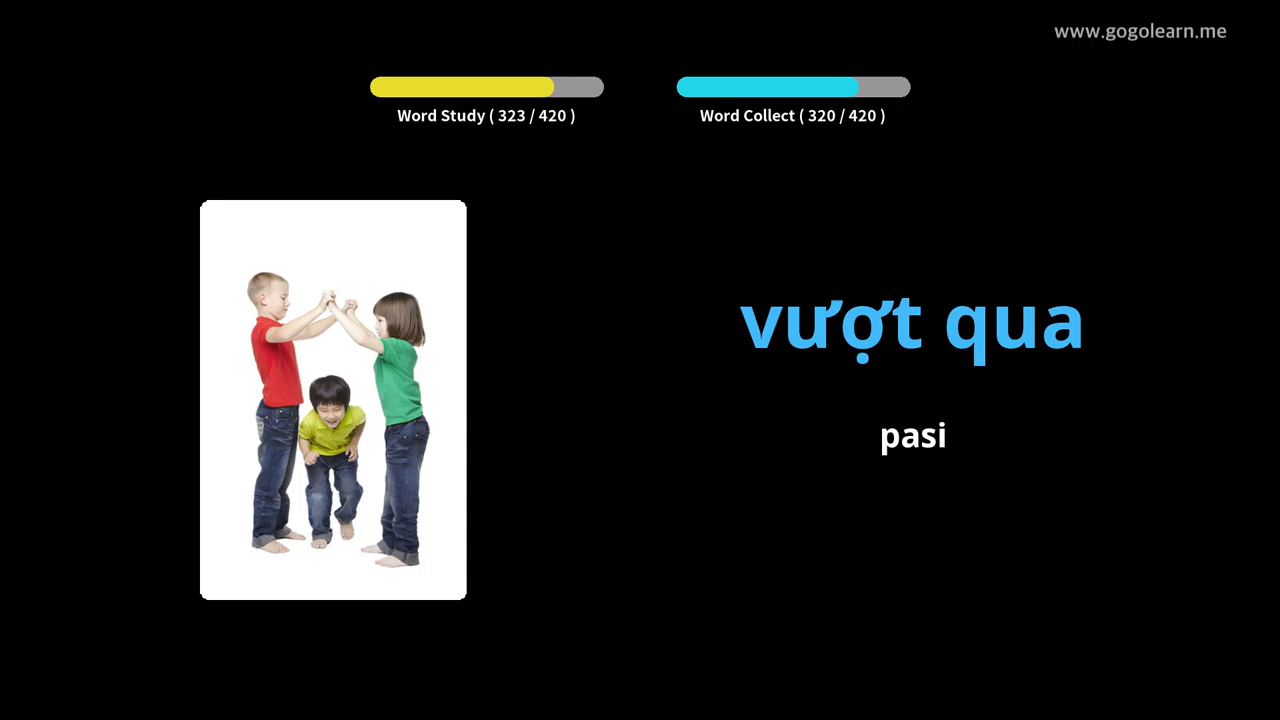 www.gogolearn.me
Word Study ( 323 / 420 )
Word Collect ( 320 / 420 )
vượt qua
pasi